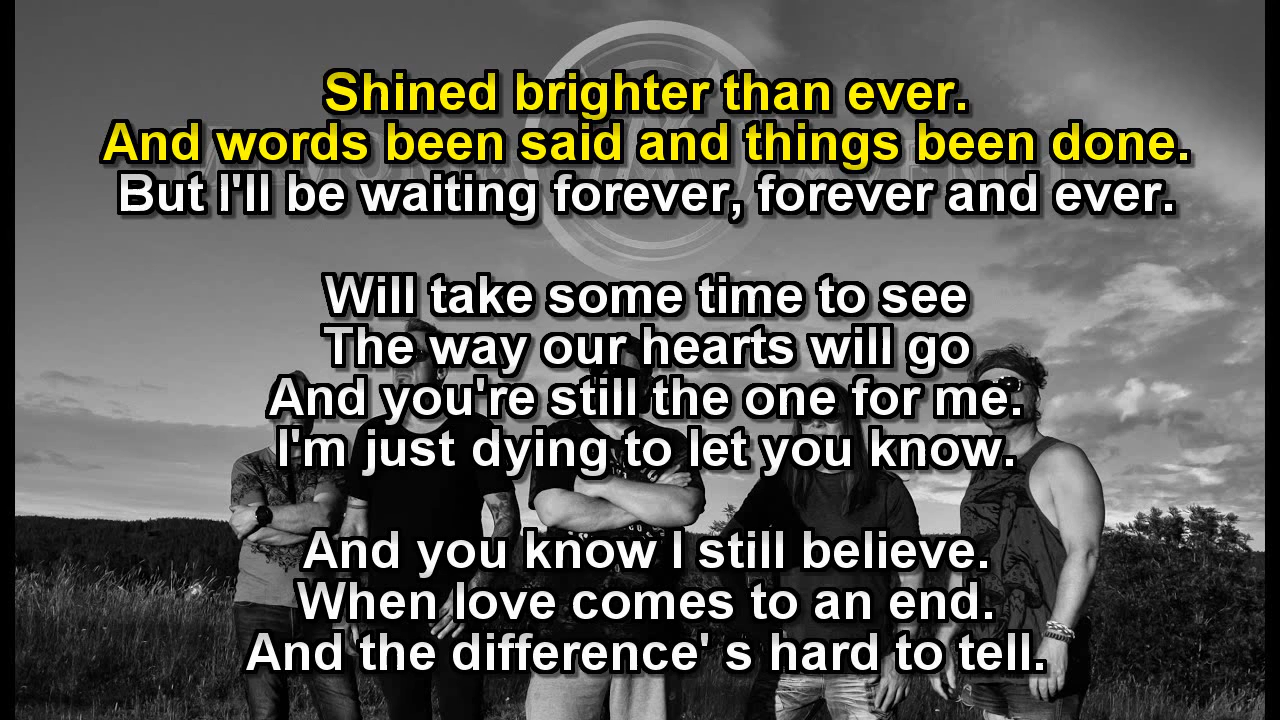 Shined brighter than ever.
And words been said and things been done.
But I'll be waiting forever, forever and ever.
Will take some time to see
The way our hearts will go
And you're still the one for me.
I'm just dying to let you know.
And you know I still believe.
When love comes to an end.
And the difference' s hard to tell.